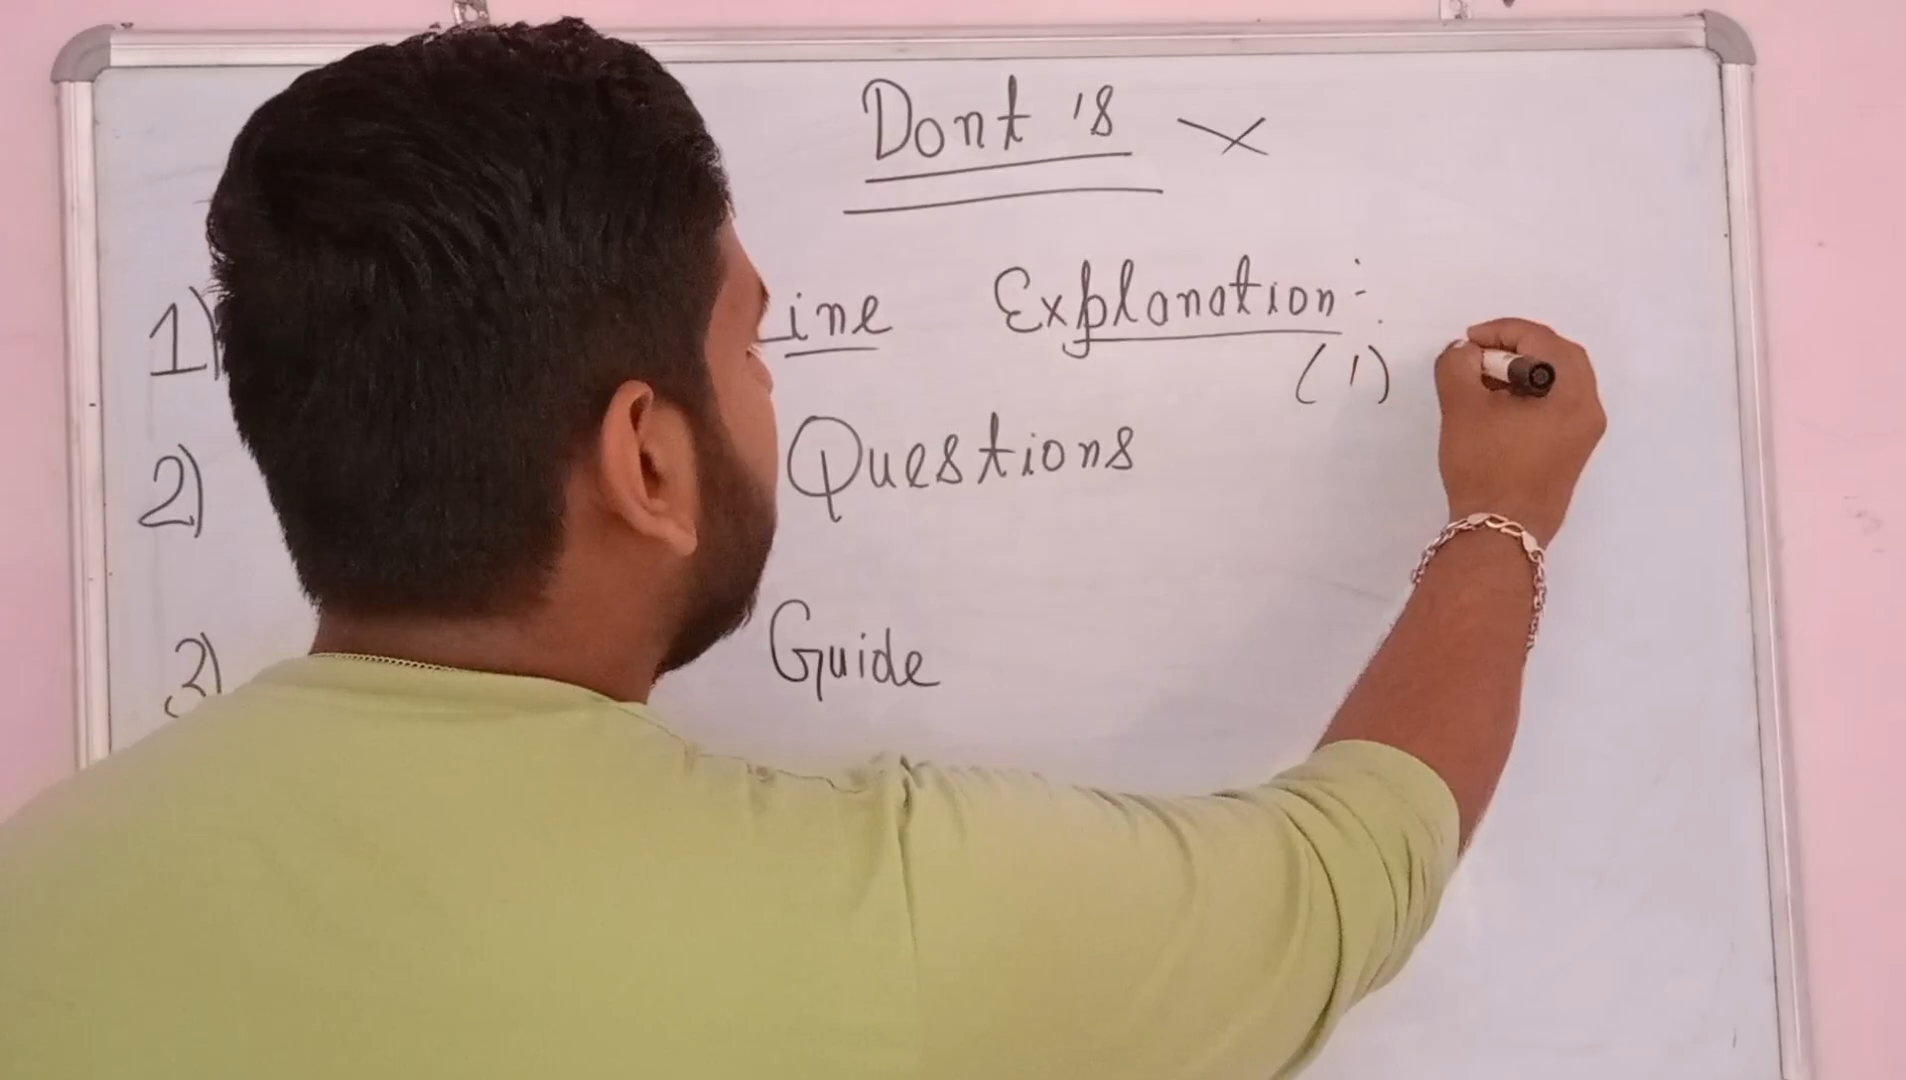 Dont 's ✗
1) Line Explanation :-
(1)
2) Questions
3) Guide